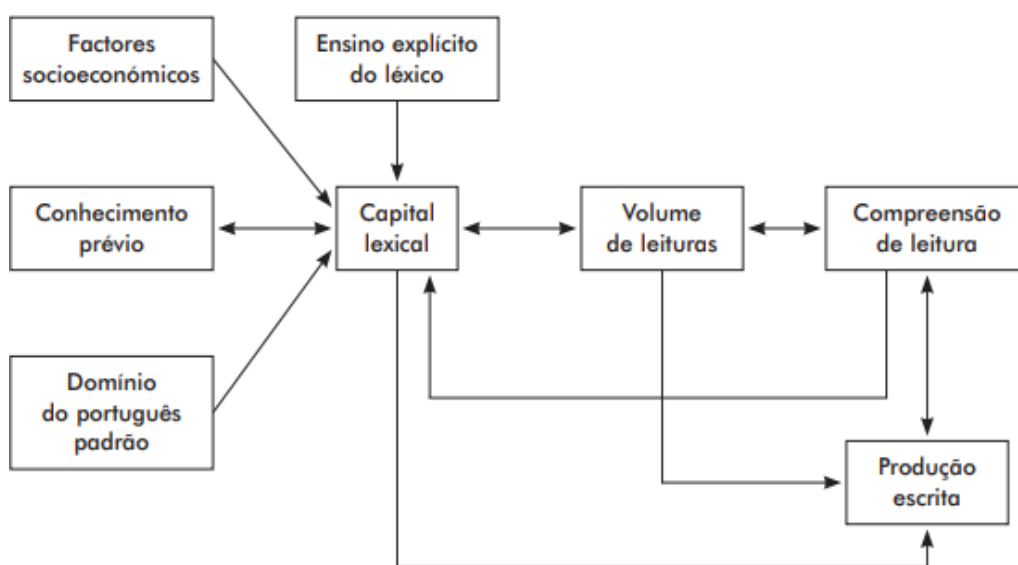 Factores
socioeconómicos
Ensino explícito
do léxico
Conhecimento
prévio
Capital
lexical
Volume
de leituras
Compreensão
de leitura
Domínio
do português
padrão
Produção
escrita